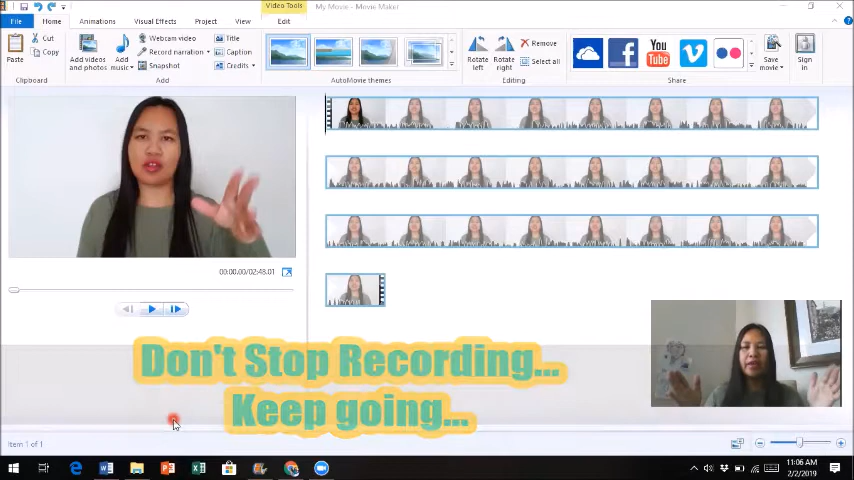 Video Tools
My Movie - Movie Maker
File
Home
Animations
Visual Effects
Project
View
Edit
Paste
Cut
Copy
Clipboard
Add videos
and photos
Add
music
Webcam video
Record narration
Snapshot
Title
Caption
Credits
Add
AutoMovie themes
Rotate
left
Rotate
right
Remove
Select all
Editing
You
Tube
Share
Save
movie
Sign
in
00:00.00/02:48.01
Don't Stop Recording...
Keep going...
Item 1 of 1
11:06 AM
2/2/2019